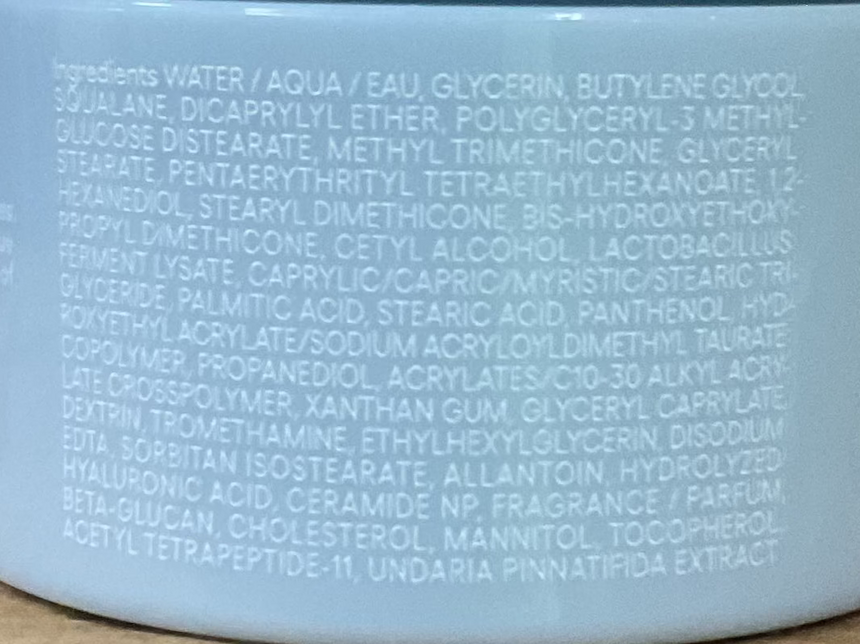 Ingredients WATER / AQUA / EAU, GLYCERIN, BUTYLENE GLYCOL,
SQUALANE, DICAPRYLYL ETHER, POLYGLYCERYL-3 METHYL-
GLUCOSE DISTEARATE, METHYL TRIMETHICONE, GLYCERYL
STEARATE, PENTAERYTHRITYL TETRAETHYLHEXANOATE, 1,2-
HEXANEDIOL, STEARYL DIMETHICONE, BIS-HYDROXYETHOXY-
PROPYL DIMETHICONE, CETYL ALCOHOL, LACTOBACILLUS
FERMENT LYSATE, CAPRYLIC/CAPRIC/MYRISTIC/STEARIC TRI-
GLYCERIDE, PALMITIC ACID, STEARIC ACID, PANTHENOL, HYD-
ROXYETHYL ACRYLATE/SODIUM ACRYLOYLDIMETHYL TAURATE
COPOLYMER, PROPANEDIOL, ACRYLATES/C10-30 ALKYL ACRY-
LATE CROSSPOLYMER, XANTHAN GUM, GLYCERYL CAPRYLATE,
DEXTRIN, TROMETHAMINE, ETHYLHEXYLGLYCERIN, DISODIUM
EDTA, SORBITAN ISOSTEARATE, ALLANTOIN, HYDROLYZED
HYALURONIC ACID, CERAMIDE NP, FRAGRANCE / PARFUM,
BETA-GLUCAN, CHOLESTEROL, MANNITOL, TOCOPHEROL,
ACETYL TETRAPEPTIDE-11, UNDARIA PINNATIFIDA EXTRACT